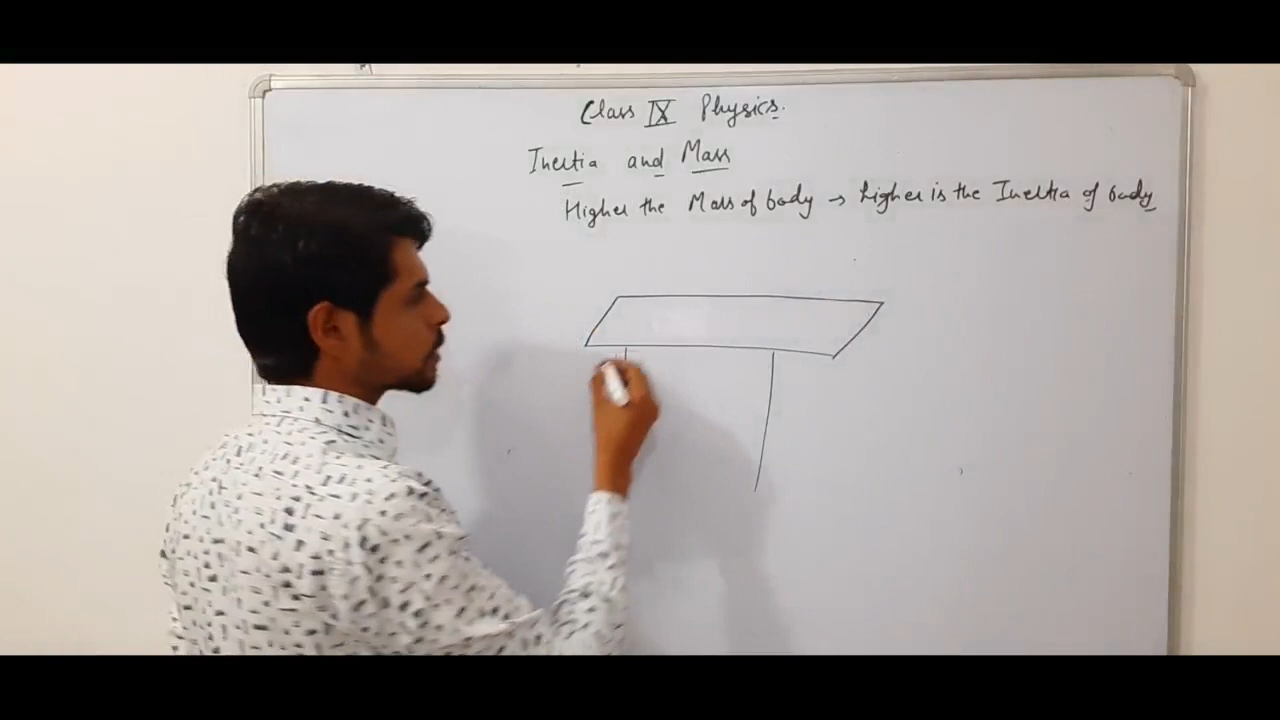 Class IX Physics.
Inertia and Mass
Higher the Mass of body → higher is the Inertia of body